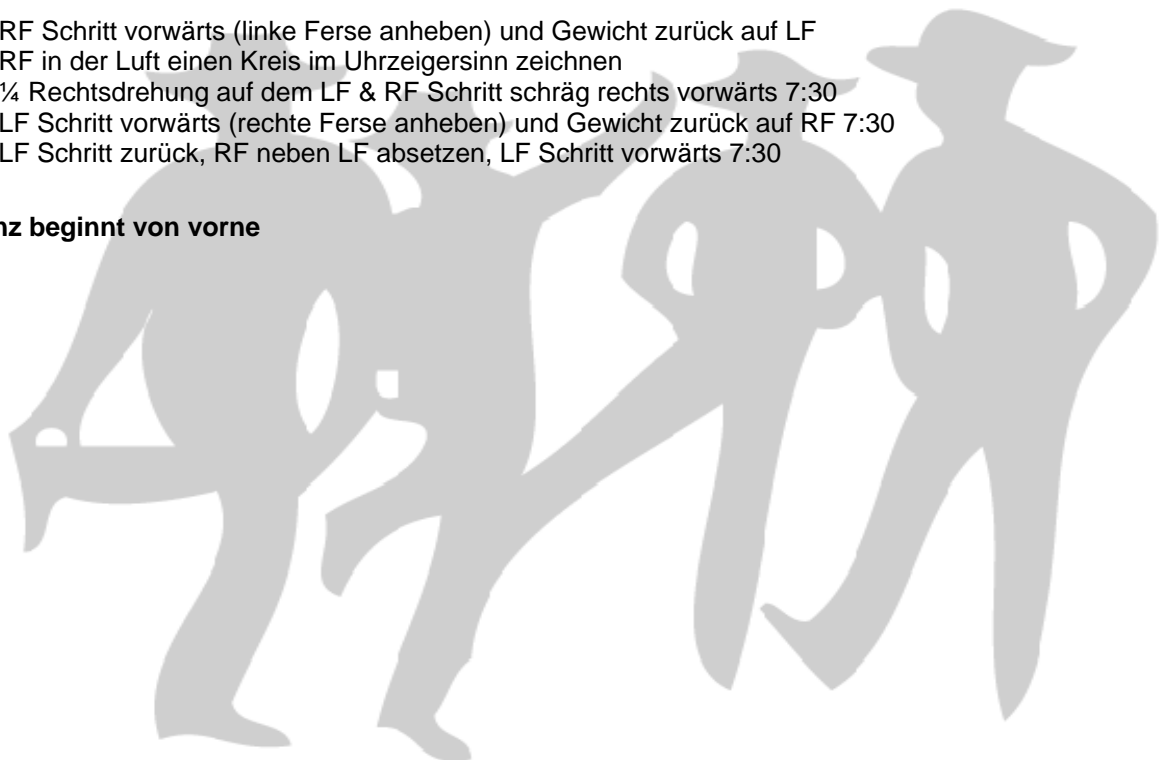 RF Schritt vorwärts (linke Ferse anheben) und Gewicht zurück auf LF
RF in der Luft einen Kreis im Uhrzeigersinn zeichnen
¼ Rechtsdrehung auf dem LF & RF Schritt schräg rechts vorwärts 7:30
LF Schritt vorwärts (rechte Ferse anheben) und Gewicht zurück auf RF 7:30
LF Schritt zurück, RF neben LF absetzen, LF Schritt vorwärts 7:30
nz beginnt von vorne